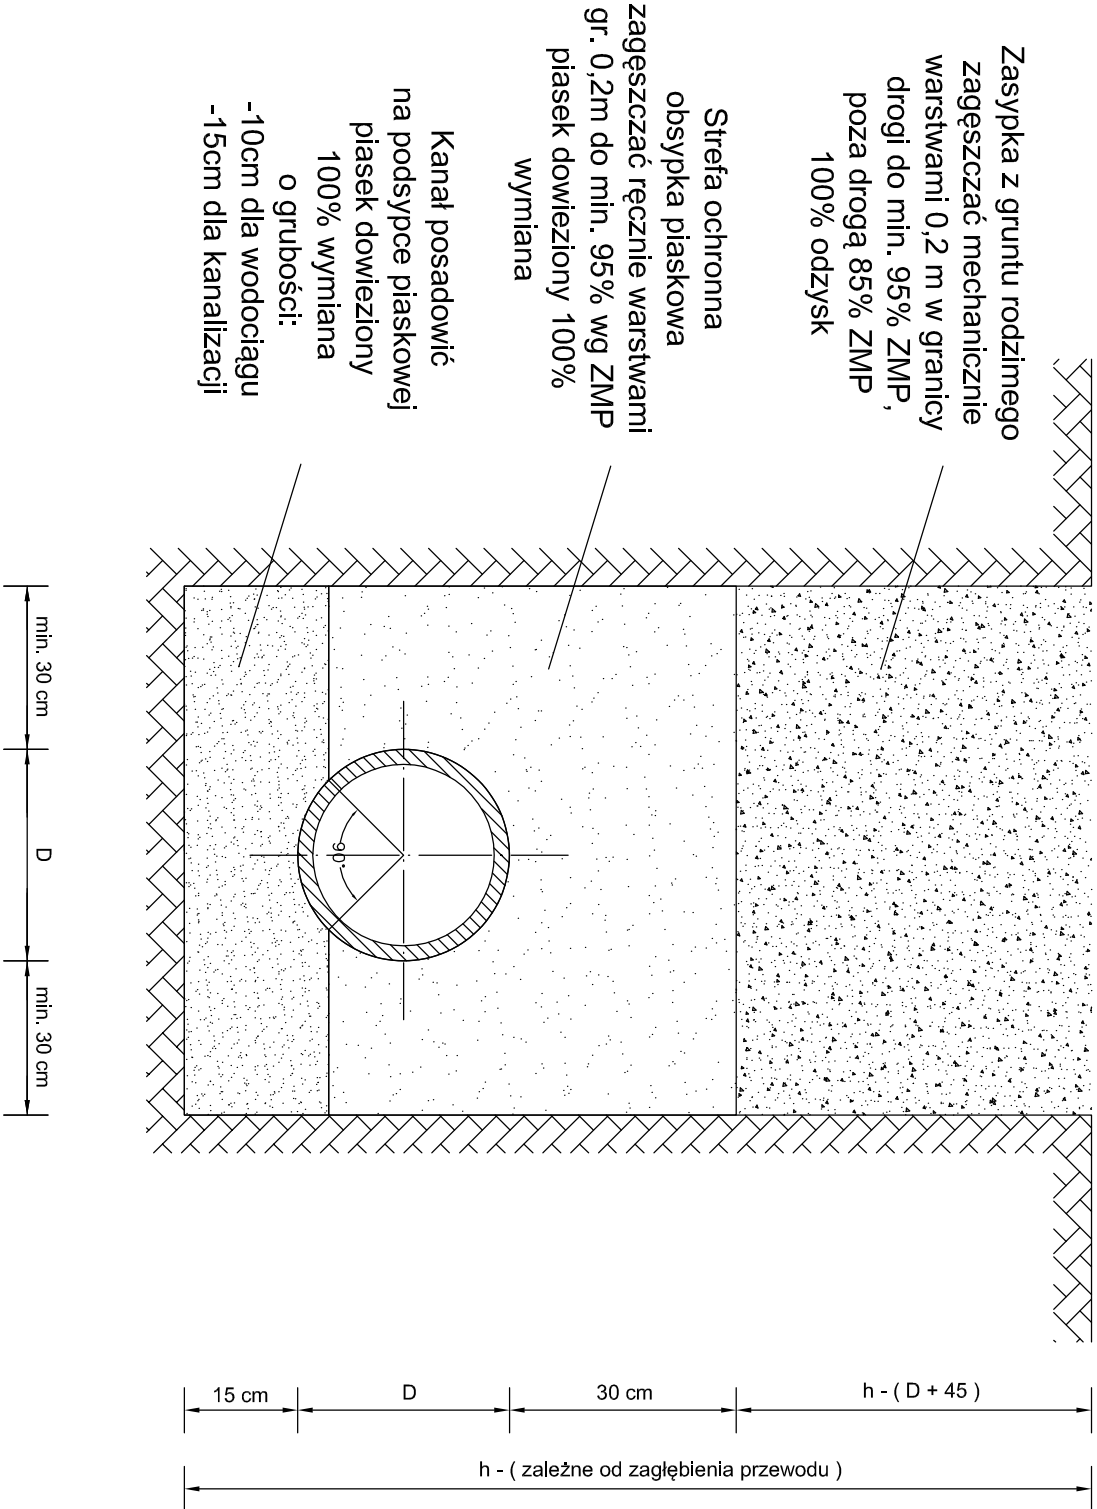 Zasypka z gruntu rodzimego
zagęszczać mechanicznie
warstwami 0,2 m w granicy
drogi do min. 95% ZMP,
poza drogą 85% ZMP
100% odzysk
Strefa ochronna
obsypka piaskowa
zagęszczać ręcznie warstwami
gr. 0,2m do min. 95% wg ZMP
piasek dowieziony 100%
wymiana
Kanał posadowić
na podsypce piaskowej
piasek dowieziony
100% wymiana
o grubości:
-10cm dla wodociągu
-15cm dla kanalizacji
90°
min. 30 cm
D
min. 30 cm
15 cm
D
30 cm
h - ( D + 45 )
h - ( zależne od zagłębienia przewodu )